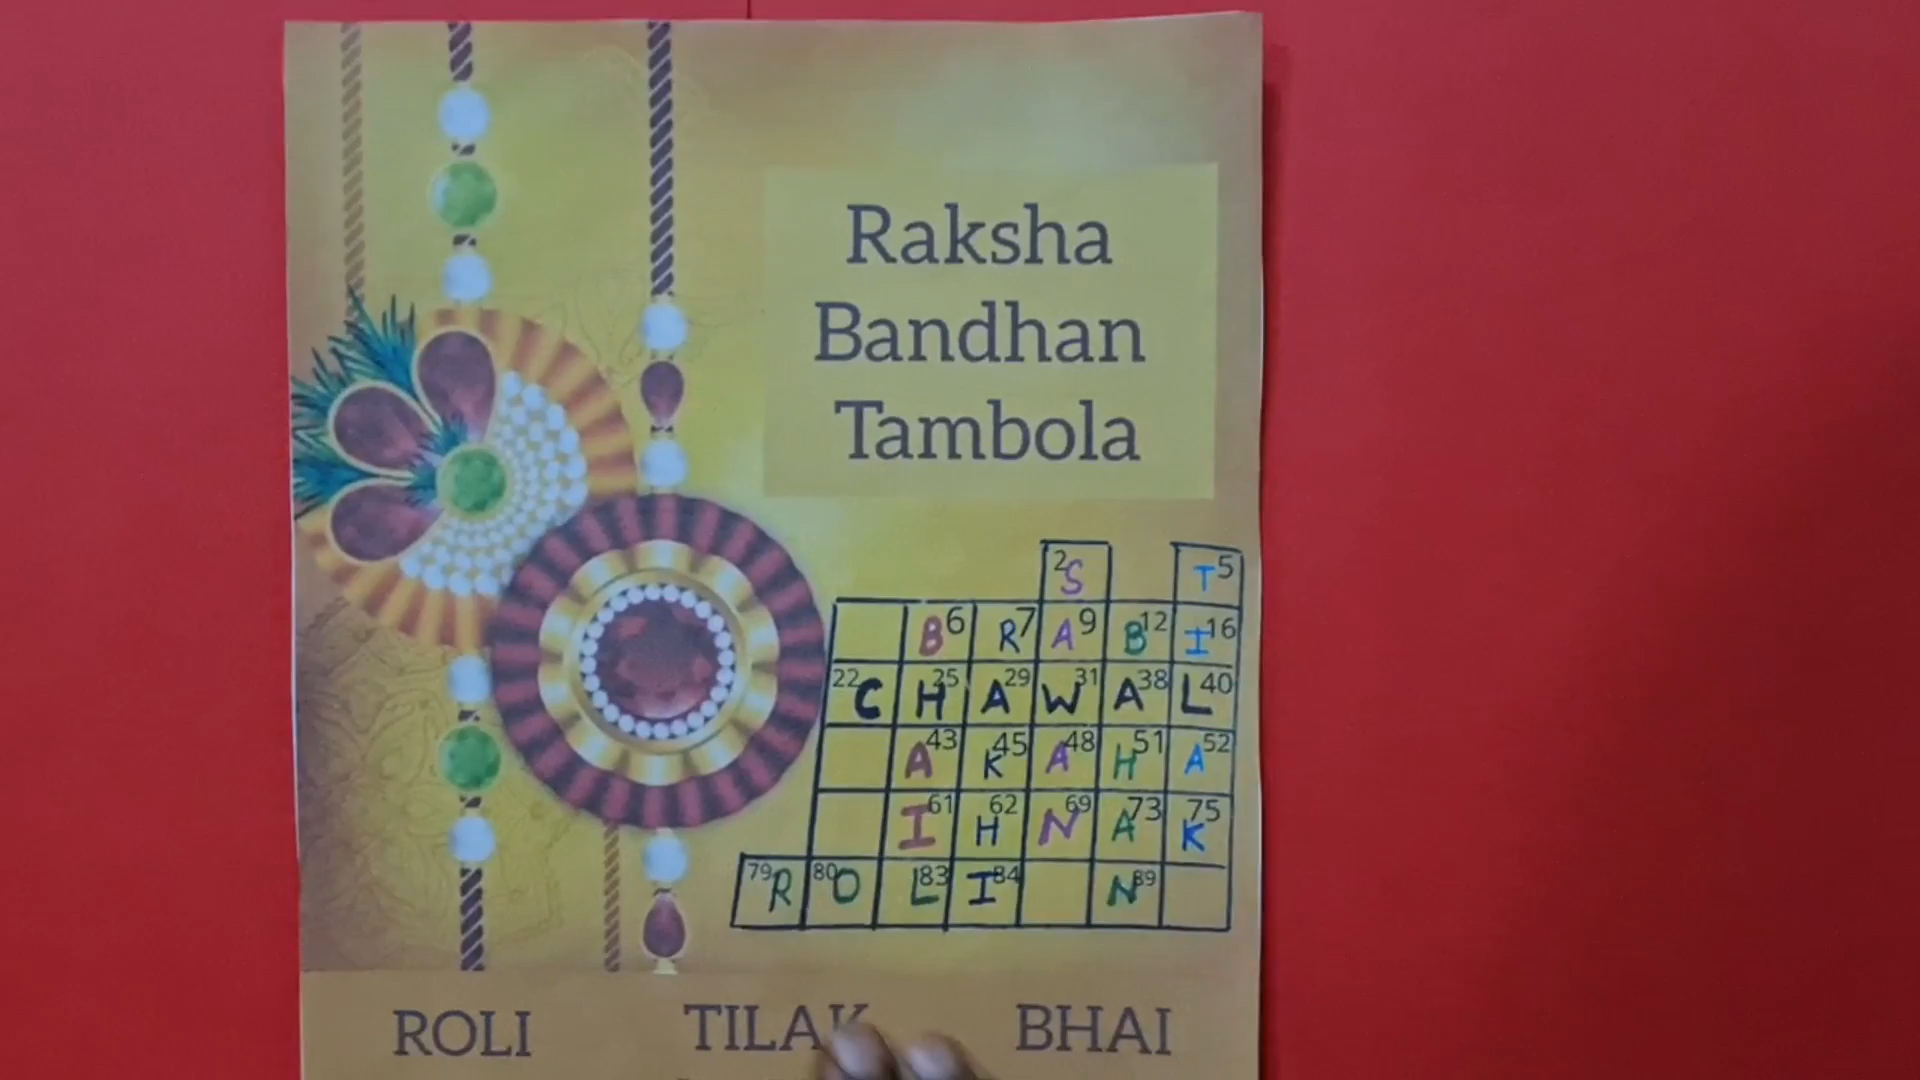 Raksha
Bandhan
Tambola
2 S T 5
B 6 R 7 A 9 B 12 I 16
22 C H 25 A 29 W 31 A 38 L 40
A 43 K 45 A 48 H 51 A 52
I 61 H 62 N 69 A 73 K 75
79 R 80 O L 83 I 84 N 89
ROLI TILAK BHAI